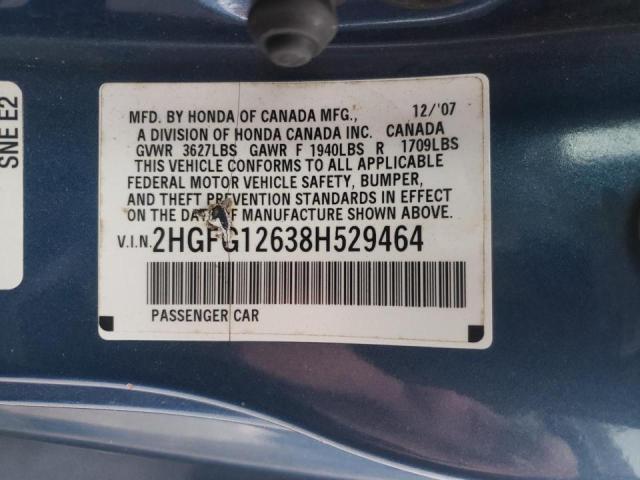 SNE E2
MFD. BY HONDA OF CANADA MFG., 12/'07
A DIVISION OF HONDA CANADA INC. CANADA
GVWR 3627LBS GAWR F 1940LBS R 1709LBS
THIS VEHICLE CONFORMS TO ALL APPLICABLE
FEDERAL MOTOR VEHICLE SAFETY, BUMPER,
AND THEFT PREVENTION STANDARDS IN EFFECT
ON THE DATE OF MANUFACTURE SHOWN ABOVE.
V.I.N. 2HGFG12638H529464
PASSENGER CAR